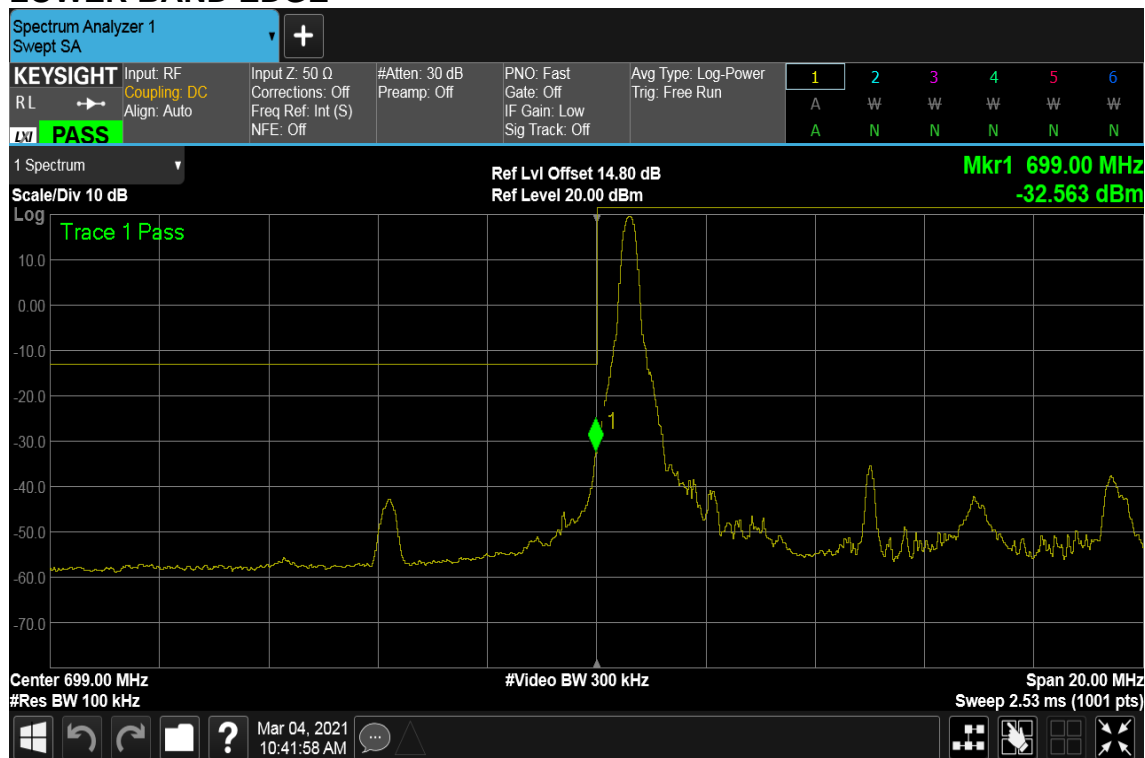 LOWER BAND EDGE
Spectrum Analyzer 1
Swept SA
+
KEYSIGHT Input: RF Input Z: 50 Ω #Atten: 30 dB PNO: Fast Avg Type: Log-Power 1 2 3 4 5 6
R L Coupling: DC Corrections: Off Preamp: Off Gate: Off Trig: Free Run A W W W W W
Align: Auto Freq Ref: Int (S) IF Gain: Low
LXI PASS NFE: Off Sig Track: Off A N N N N N
1 Spectrum Ref Lvl Offset 14.80 dB Mkr1 699.00 MHz
Scale/Div 10 dB Ref Level 20.00 dBm -32.563 dBm
Log
Trace 1 Pass
10.0
0.00
-10.0
-20.0
1
-30.0
-40.0
-50.0
-60.0
-70.0
Center 699.00 MHz #Video BW 300 kHz Span 20.00 MHz
#Res BW 100 kHz Sweep 2.53 ms (1001 pts)
? Mar 04, 2021
10:41:58 AM